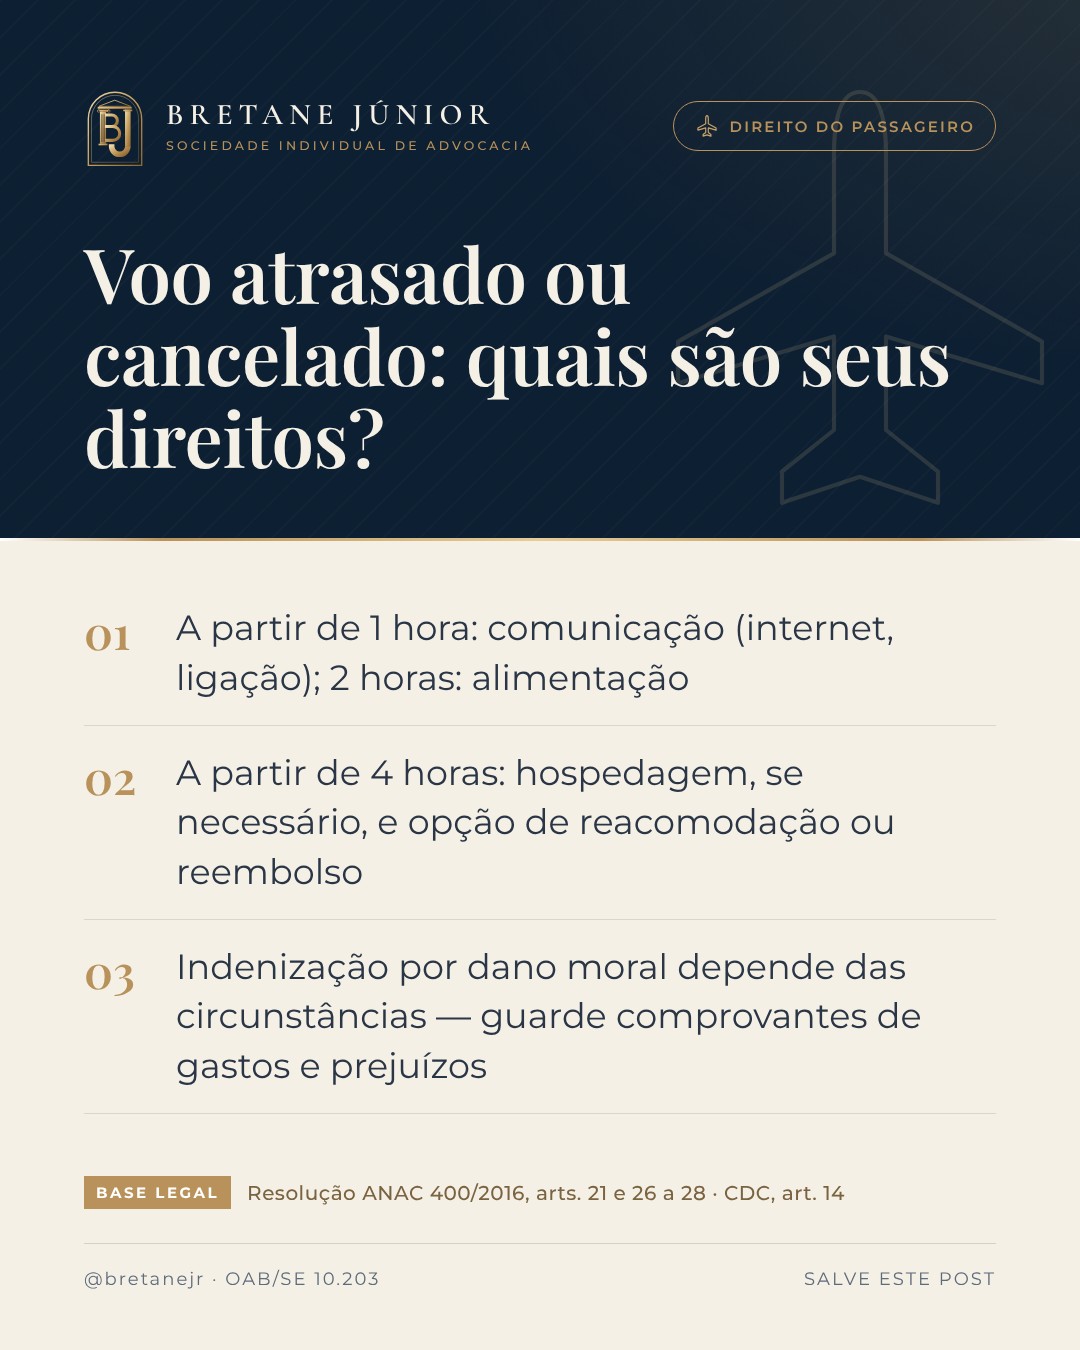 BJ
BRETANE JÚNIOR
SOCIEDADE INDIVIDUAL DE ADVOCACIA
DIREITO DO PASSAGEIRO
Voo atrasado ou
cancelado: quais são seus
direitos?
01
A partir de 1 hora: comunicação (internet,
ligação); 2 horas: alimentação
02
A partir de 4 horas: hospedagem, se
necessário, e opção de reacomodação ou
reembolso
03
Indenização por dano moral depende das
circunstâncias — guarde comprovantes de
gastos e prejuízos
BASE LEGAL
Resolução ANAC 400/2016, arts. 21 e 26 a 28 · CDC, art. 14
@bretanejr · OAB/SE 10.203
SALVE ESTE POST